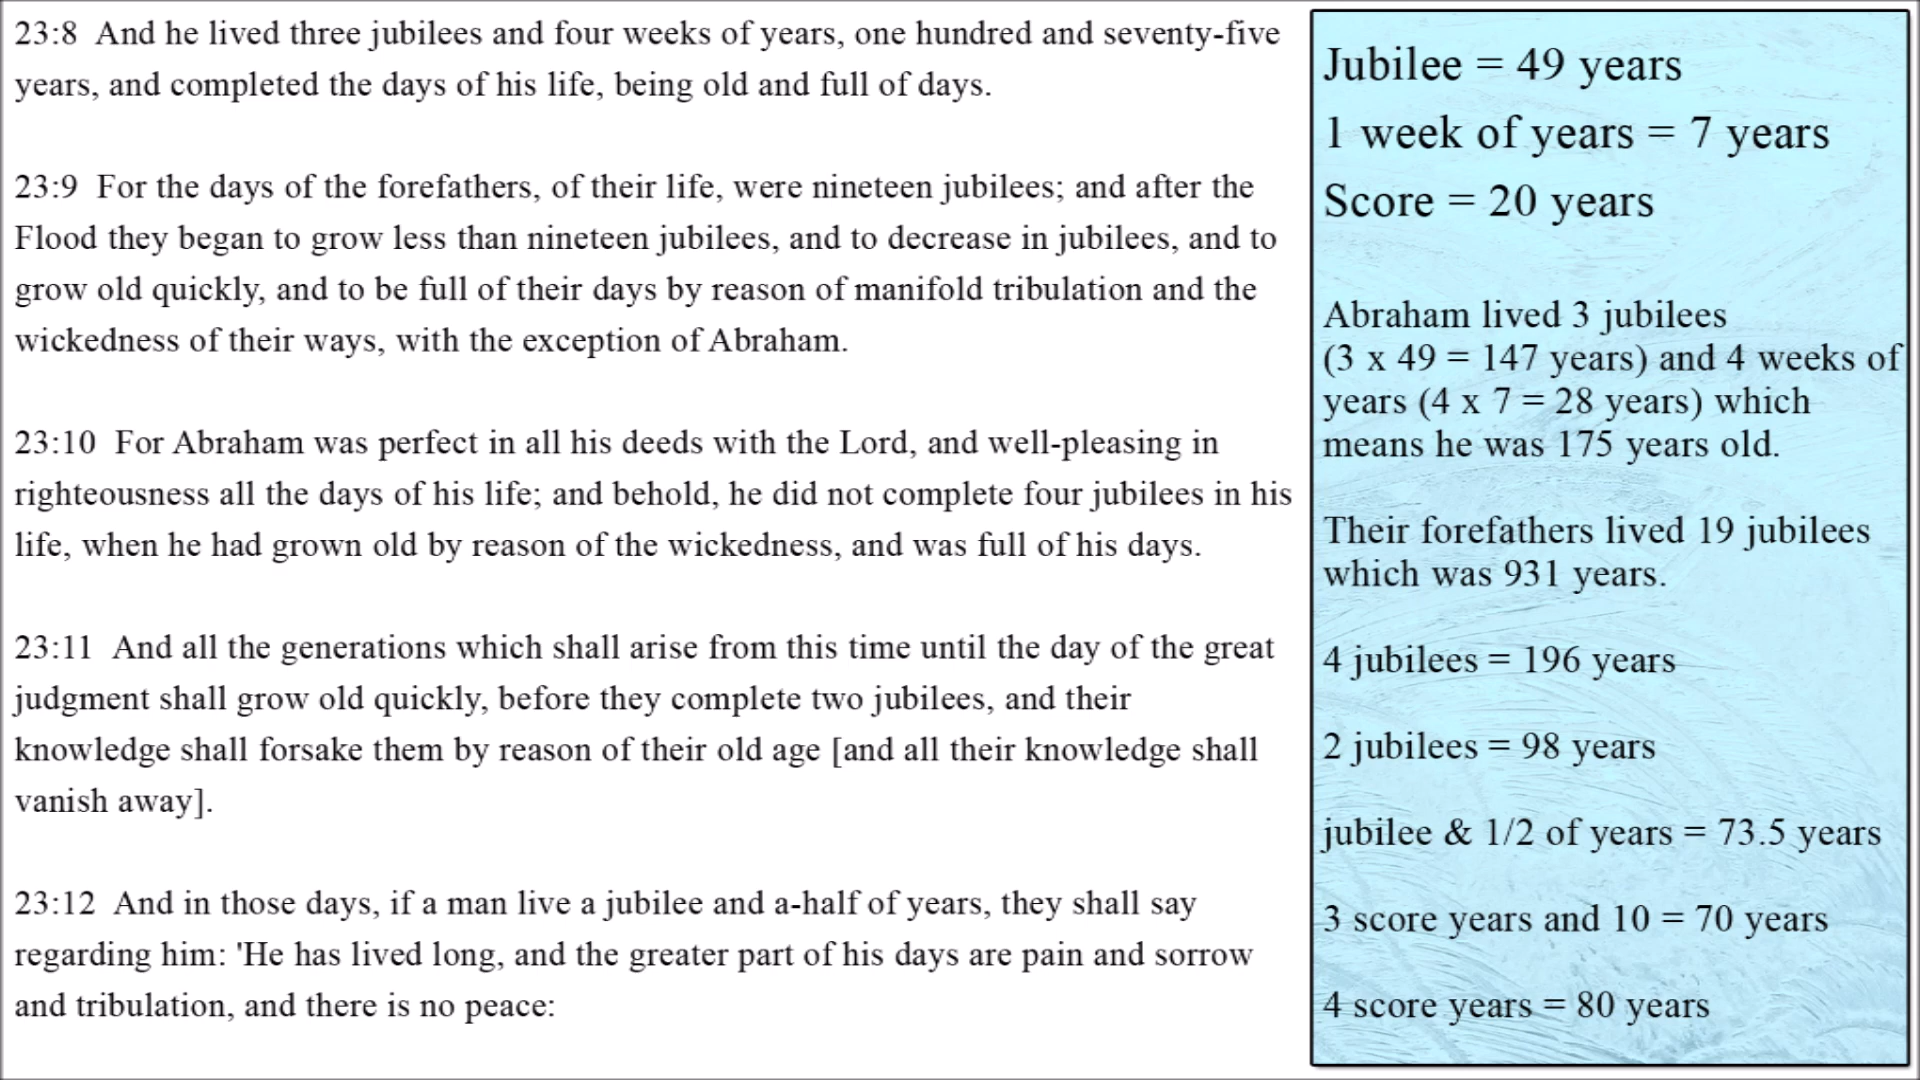 23:8 And he lived three jubilees and four weeks of years, one hundred and seventy-five
years, and completed the days of his life, being old and full of days.
23:9 For the days of the forefathers, of their life, were nineteen jubilees; and after the
Flood they began to grow less than nineteen jubilees, and to decrease in jubilees, and to
grow old quickly, and to be full of their days by reason of manifold tribulation and the
wickedness of their ways, with the exception of Abraham.
23:10 For Abraham was perfect in all his deeds with the Lord, and well-pleasing in
righteousness all the days of his life; and behold, he did not complete four jubilees in his
life, when he had grown old by reason of the wickedness, and was full of his days.
23:11 And all the generations which shall arise from this time until the day of the great
judgment shall grow old quickly, before they complete two jubilees, and their
knowledge shall forsake them by reason of their old age [and all their knowledge shall
vanish away].
23:12 And in those days, if a man live a jubilee and a-half of years, they shall say
regarding him: 'He has lived long, and the greater part of his days are pain and sorrow
and tribulation, and there is no peace:
Jubilee = 49 years
1 week of years = 7 years
Score = 20 years
Abraham lived 3 jubilees
(3 x 49 = 147 years) and 4 weeks of
years (4 x 7 = 28 years) which
means he was 175 years old.
Their forefathers lived 19 jubilees
which was 931 years.
4 jubilees = 196 years
2 jubilees = 98 years
jubilee & 1/2 of years = 73.5 years
3 score years and 10 = 70 years
4 score years = 80 years